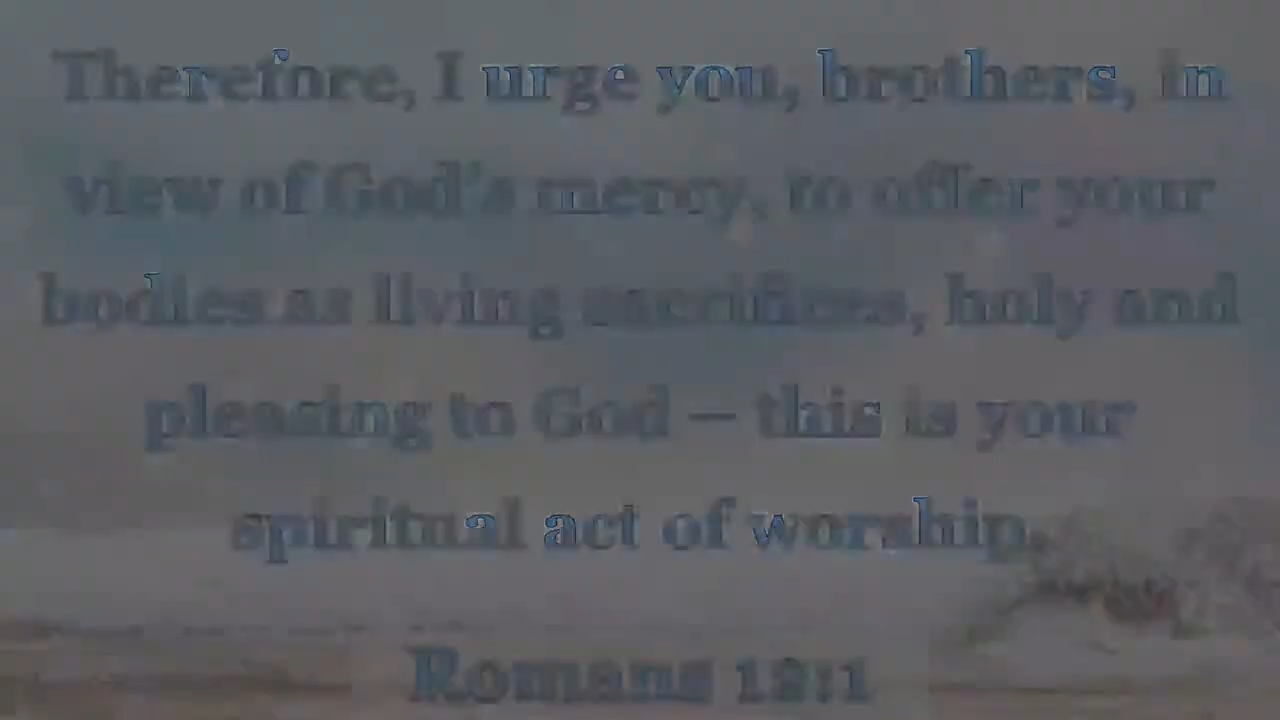 Therefore, I urge you, brothers, in
view of God's mercy, to offer your
bodies as living sacrifices, holy and
pleasing to God – this is your
spiritual act of worship.
Romans 12:1